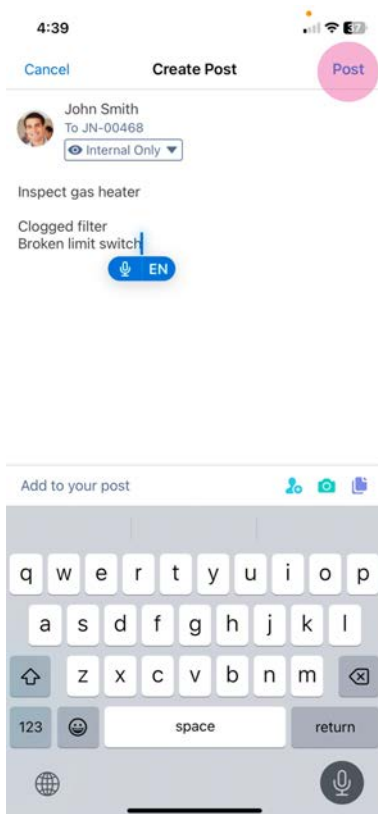 4:39
37
Cancel Create Post Post
John Smith
To JN-00468
Internal Only
Inspect gas heater
Clogged filter
Broken limit switch
EN
Add to your post
q w e r t y u i o p
a s d f g h j k l
z x c v b n m
123 space return